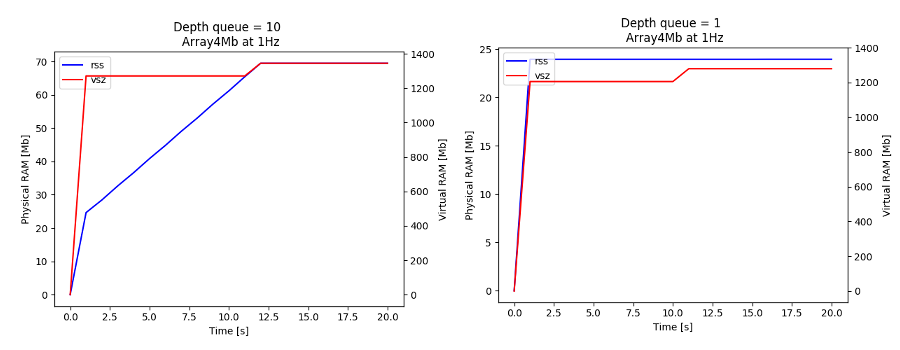 Depth queue = 10
Array4Mb at 1Hz
rss
vsz
Physical RAM [Mb]
70
60
50
40
30
20
10
0
1400
1200
1000
800
600
400
200
0
Virtual RAM [Mb]
0.0 2.5 5.0 7.5 10.0 12.5 15.0 17.5 20.0
Time [s]
Depth queue = 1
Array4Mb at 1Hz
rss
vsz
Physical RAM [Mb]
25
20
15
10
5
0
1400
1200
1000
800
600
400
200
0
Virtual RAM [Mb]
0.0 2.5 5.0 7.5 10.0 12.5 15.0 17.5 20.0
Time [s]